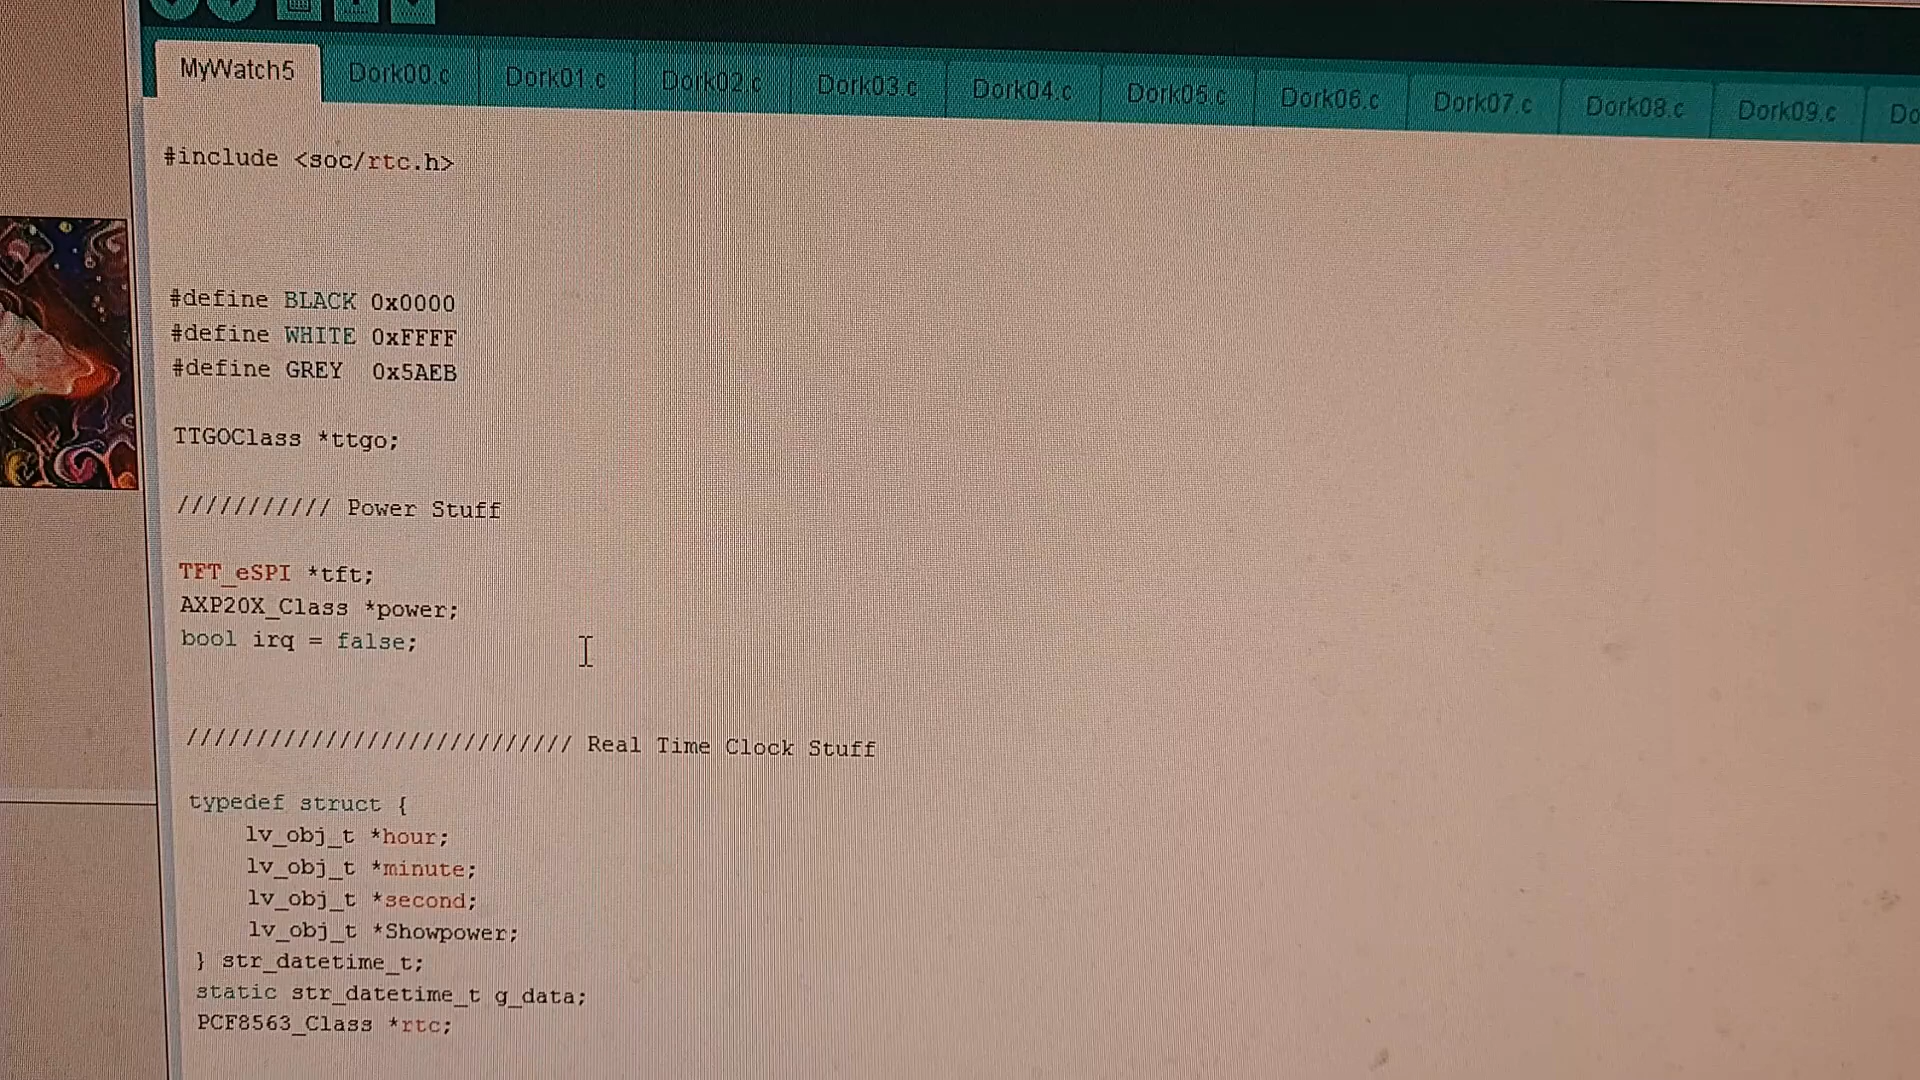 MyWatch5 Dork00.c Dork01.c Dork02.c Dork03.c Dork04.c Dork05.c Dork06.c Dork07.c Dork08.c Dork09.c Do
#include <soc/rtc.h>
#define BLACK 0x0000
#define WHITE 0xFFFF
#define GREY  0x5AEB
TTGOClass *ttgo;
/////////// Power Stuff
TFT_eSPI *tft;
AXP20X_Class *power;
bool irq = false;
//////////////////////////// Real Time Clock Stuff
typedef struct {
lv_obj_t *hour;
lv_obj_t *minute;
lv_obj_t *second;
lv_obj_t *Showpower;
} str_datetime_t;
static str_datetime_t g_data;
PCF8563_Class *rtc;